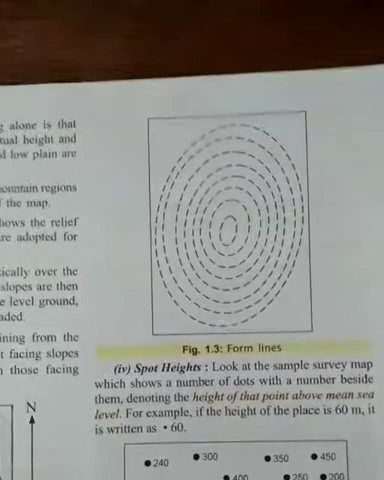 g alone is that
tual height and
d low plain are
ountain regions
f the map.
hows the relief
are adopted for
ically over the
slopes are then
e level ground,
aded.
ining from the
t facing slopes
n those facing
N
Fig. 1.3: Form lines
(iv) Spot Heights : Look at the sample survey map
which shows a number of dots with a number beside
them, denoting the height of that point above mean sea
level. For example, if the height of the place is 60 m, it
is written as • 60.
• 240 • 300 • 350 • 450
• 400 • 250 • 200